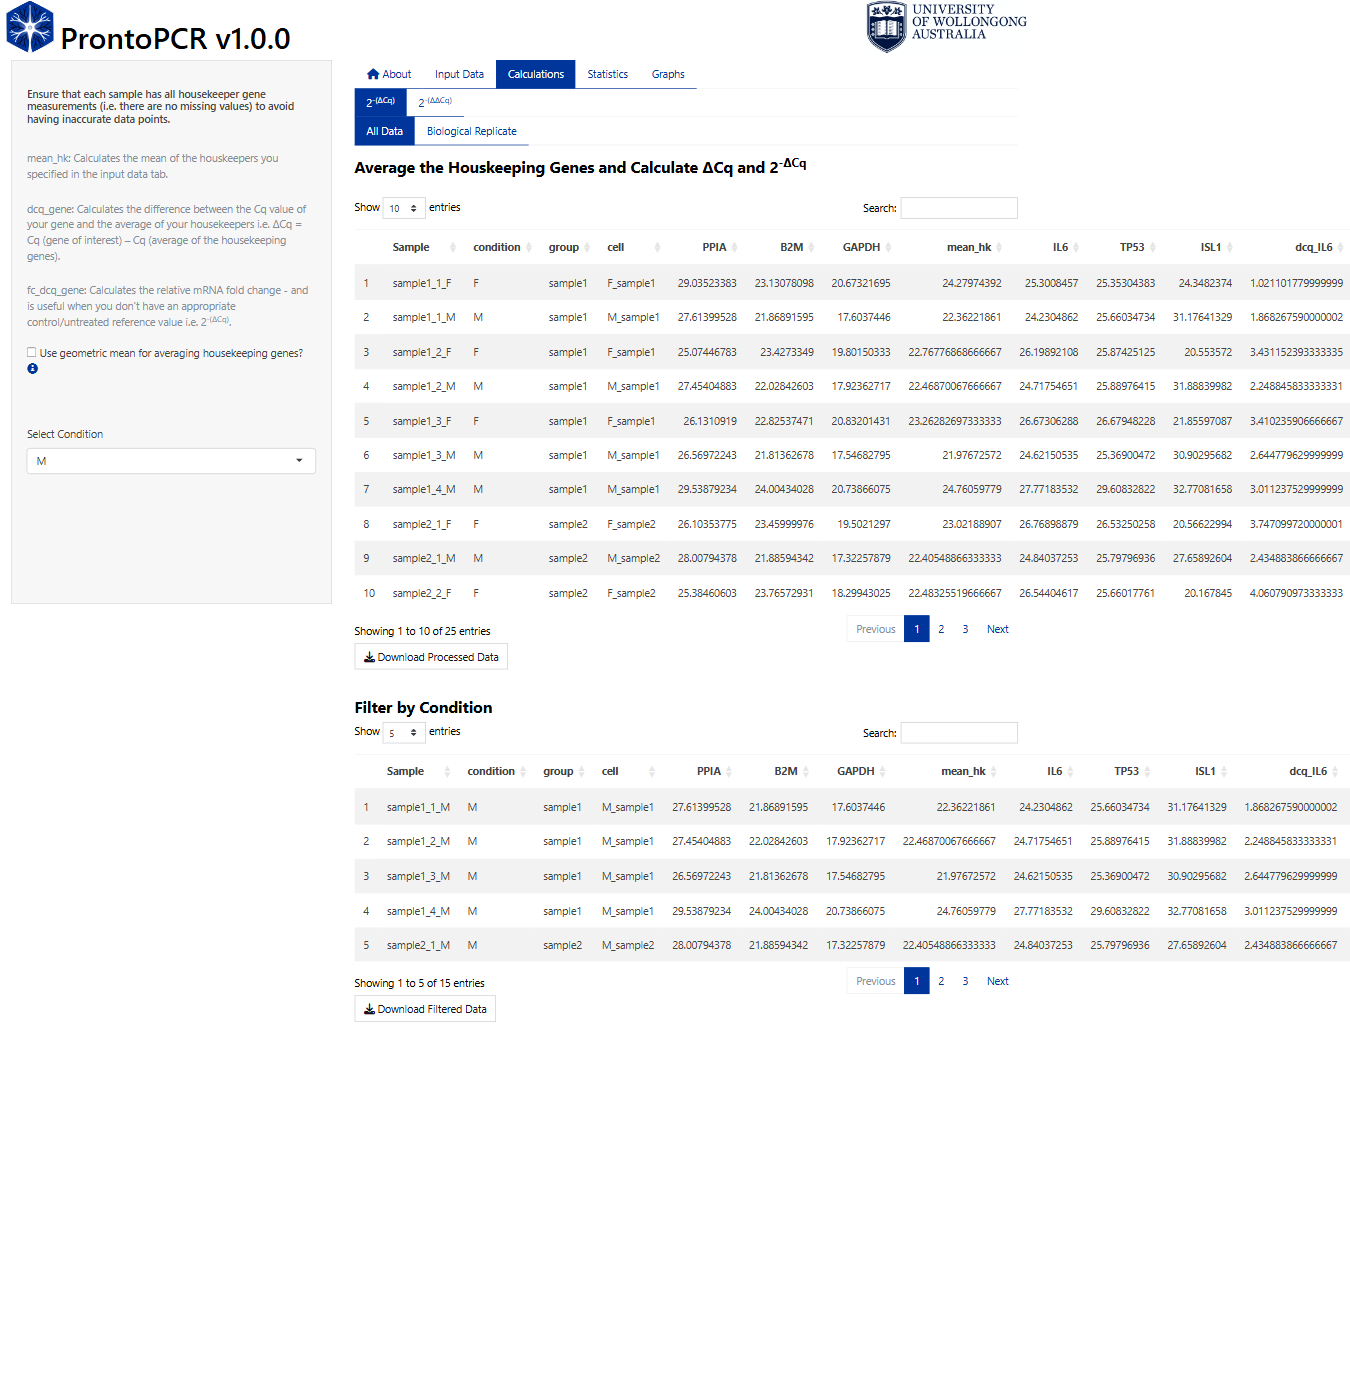 ProntoPCR v1.0.0
UNIVERSITY
OF WOLLONGONG
AUSTRALIA
Ensure that each sample has all housekeeper gene
measurements (i.e. there are no missing values) to avoid
having inaccurate data points.
mean_hk: Calculates the mean of the houskeepers you
specified in the input data tab.
dcq_gene: Calculates the difference between the Cq value of
your gene and the average of your housekeepers i.e. ΔCq =
Cq (gene of interest) – Cq (average of the housekeeping
genes).
fc_dcq_gene: Calculates the relative mRNA fold change - and
is useful when you don't have an appropriate
control/untreated reference value i.e. 2-(ΔCq).
Use geometric mean for averaging housekeeping genes?
Select Condition
M
About Input Data Calculations Statistics Graphs
2-(ΔCq) 2-(ΔΔCq)
All Data Biological Replicate
Average the Houskeeping Genes and Calculate ΔCq and 2-ΔCq
Show 10 entries Search:
Sample condition group cell PPIA B2M GAPDH mean_hk IL6 TP53 ISL1 dcq_IL6
1 sample1_1_F F sample1 F_sample1 29.03523383 23.13078098 20.67321695 24.27974392 25.3008457 25.35304383 24.3482374 1.021101779999999
2 sample1_1_M M sample1 M_sample1 27.61399528 21.86891595 17.6037446 22.36221861 24.2304862 25.66034734 31.17641329 1.868267590000002
3 sample1_2_F F sample1 F_sample1 25.07446783 23.4273349 19.80150333 22.76776868666667 26.19892108 25.87425125 20.553572 3.431152393333335
4 sample1_2_M M sample1 M_sample1 27.45404883 22.02842603 17.92362717 22.46870067666667 24.71754651 25.88976415 31.88839982 2.248845833333331
5 sample1_3_F F sample1 F_sample1 26.1310919 22.82537471 20.83201431 23.26282697333333 26.67306288 26.67948228 21.85597087 3.410235906666667
6 sample1_3_M M sample1 M_sample1 26.56972243 21.81362678 17.54682795 21.97672572 24.62150535 25.36900472 30.90295682 2.644779629999999
7 sample1_4_M M sample1 M_sample1 29.53879234 24.00434028 20.73866075 24.76059779 27.77183532 29.60832822 32.77081658 3.011237529999999
8 sample2_1_F F sample2 F_sample2 26.10353775 23.45999976 19.5021297 23.02188907 26.76898879 26.53250258 20.56622994 3.747099720000001
9 sample2_1_M M sample2 M_sample2 28.00794378 21.88594342 17.32257879 22.40548866333333 24.84037253 25.79796936 27.65892604 2.434883866666667
10 sample2_2_F F sample2 F_sample2 25.38460603 23.76572931 18.29943025 22.48325519666667 26.54404617 25.66017761 20.167845 4.060790973333333
Showing 1 to 10 of 25 entries Previous 1 2 3 Next
Download Processed Data
Filter by Condition
Show 5 entries Search:
Sample condition group cell PPIA B2M GAPDH mean_hk IL6 TP53 ISL1 dcq_IL6
1 sample1_1_M M sample1 M_sample1 27.61399528 21.86891595 17.6037446 22.36221861 24.2304862 25.66034734 31.17641329 1.868267590000002
2 sample1_2_M M sample1 M_sample1 27.45404883 22.02842603 17.92362717 22.46870067666667 24.71754651 25.88976415 31.88839982 2.248845833333331
3 sample1_3_M M sample1 M_sample1 26.56972243 21.81362678 17.54682795 21.97672572 24.62150535 25.36900472 30.90295682 2.644779629999999
4 sample1_4_M M sample1 M_sample1 29.53879234 24.00434028 20.73866075 24.76059779 27.77183532 29.60832822 32.77081658 3.011237529999999
5 sample2_1_M M sample2 M_sample2 28.00794378 21.88594342 17.32257879 22.40548866333333 24.84037253 25.79796936 27.65892604 2.434883866666667
Showing 1 to 5 of 15 entries Previous 1 2 3 Next
Download Filtered Data